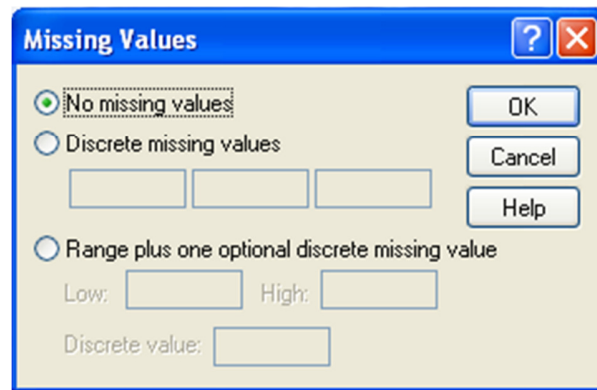 Missing Values
?
No missing values
OK
Discrete missing values
Cancel
Help
Range plus one optional discrete missing value
Low: High:
Discrete value: